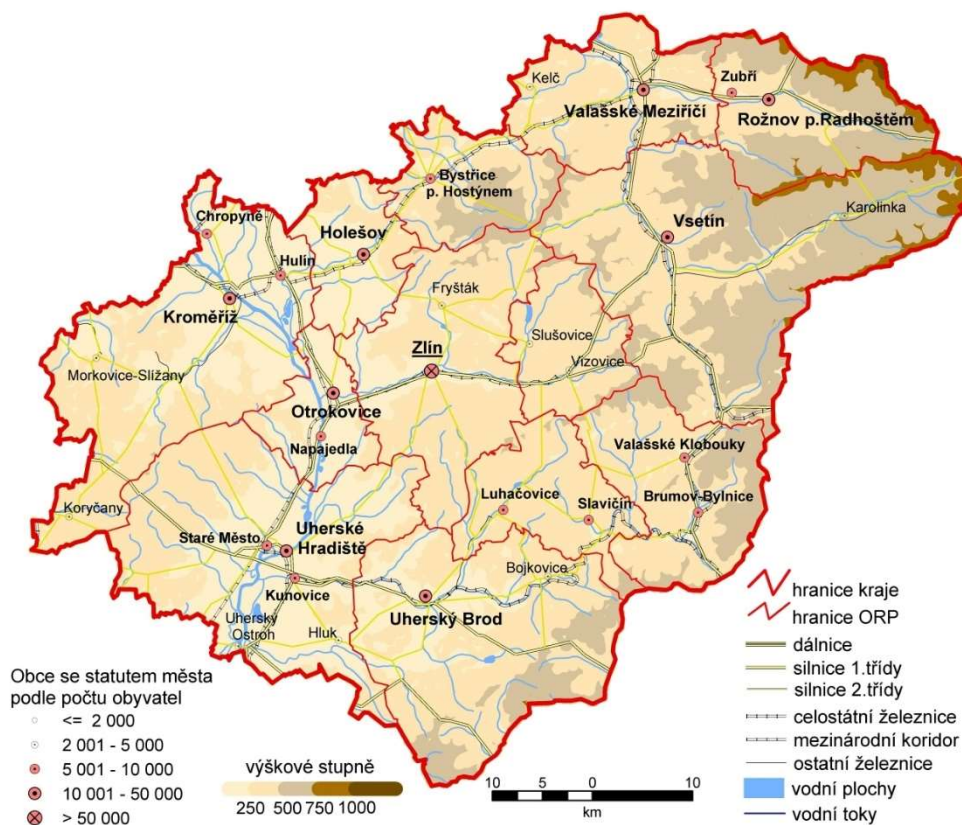 Kelč
Zubří
Valašské Meziříčí
Rožnov p.Radhoštěm
Bystřice
p. Hostýnem
Karolinka
Chropyně
Holešov
Vsetín
Hulín
Fryšták
Kroměříž
Slušovice
Zlín
Vizovice
Morkovice-Slížany
Otrokovice
Napajedla
Valašské Klobouky
Luhačovice
Slavičín
Brumov-Bylnice
Koryčany
Staré Město
Uherské
Hradiště
Bojkovice
Kunovice
Uherský Brod
Uherský
Ostroh
Hluk
Obce se statutem města
podle počtu obyvatel
<= 2 000
2 001 - 5 000
5 001 - 10 000
10 001 - 50 000
> 50 000
výškové stupně
250 500 750 1000
10 5 0 10
km
hranice kraje
hranice ORP
dálnice
silnice 1.třídy
silnice 2.třídy
celostátní železnice
mezinárodní koridor
ostatní železnice
vodní plochy
vodní toky